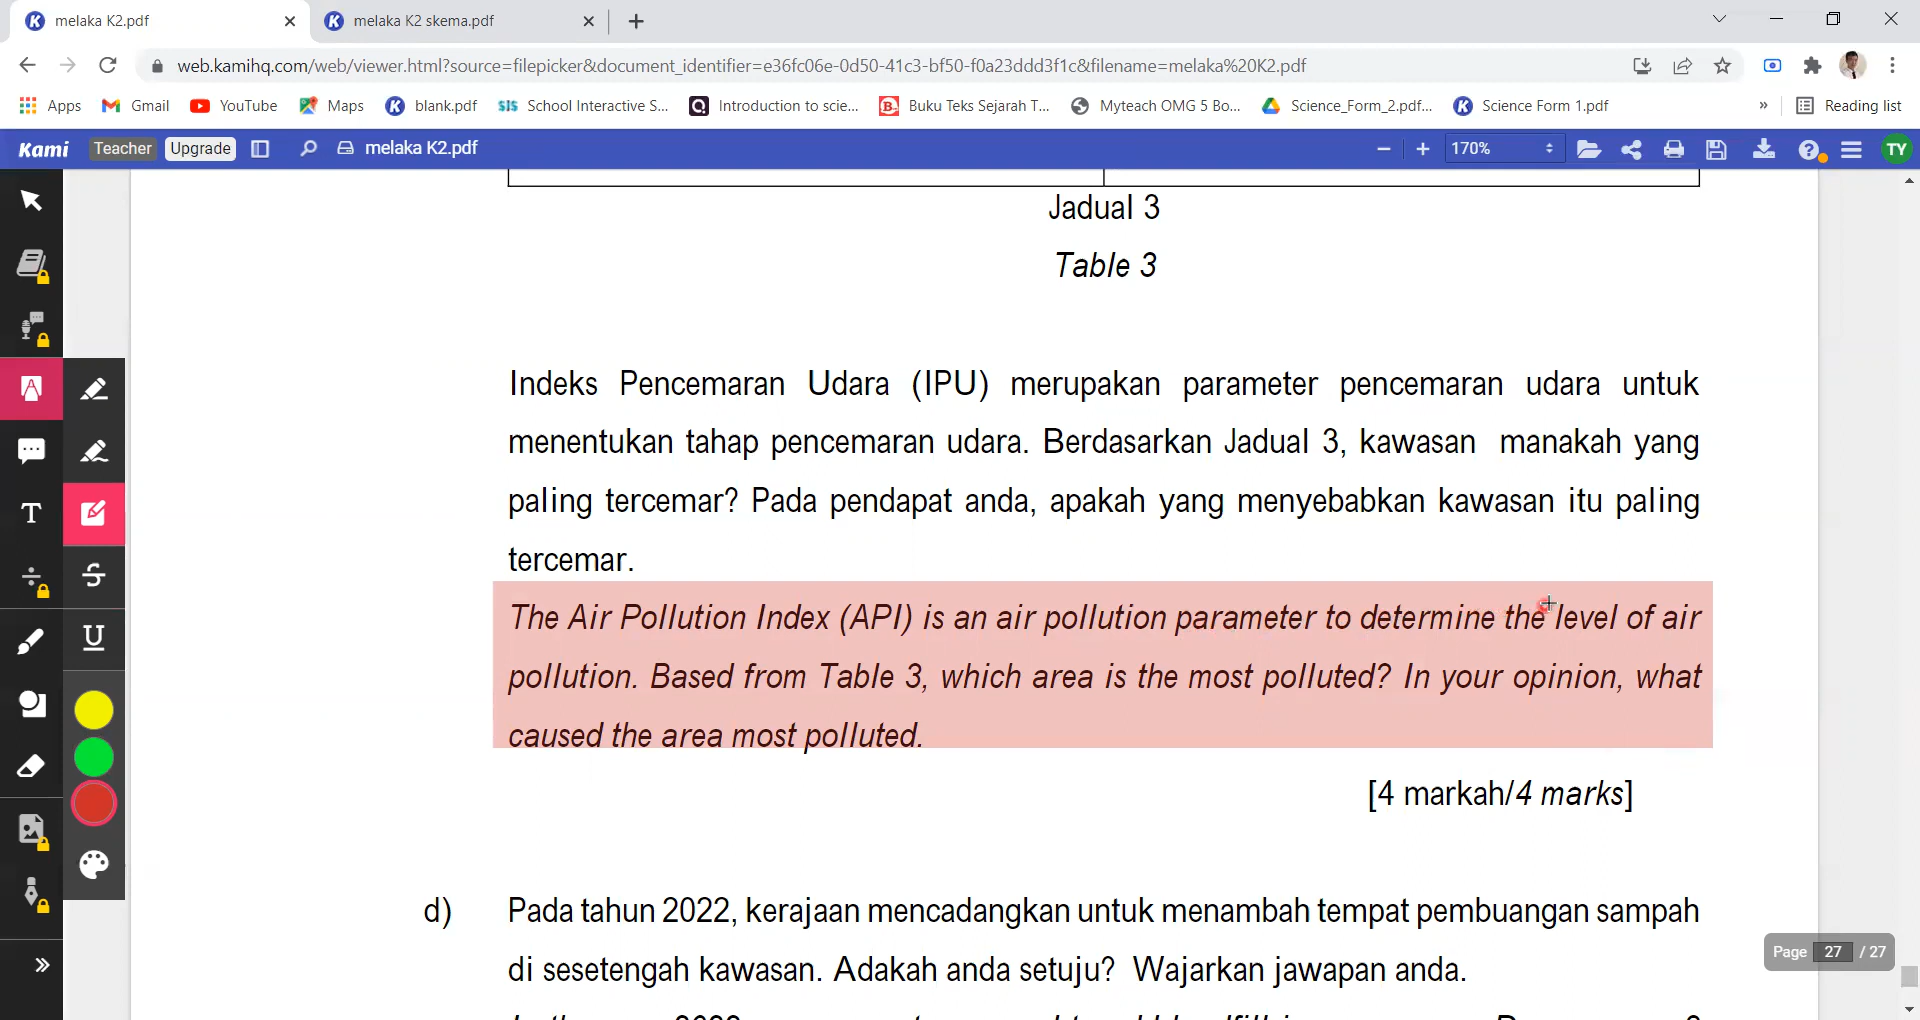 melaka K2.pdf
melaka K2 skema.pdf
web.kamihq.com/web/viewer.html?source=filepicker&document_identifier=e36fc06e-0d50-41c3-bf50-f0a23ddd3f1c&filename=melaka%20K2.pdf
Apps Gmail YouTube Maps blank.pdf School Interactive S... Introduction to scie... Buku Teks Sejarah T... Myteach OMG 5 Bo... Science_Form_2.pdf... Science Form 1.pdf » Reading list
Kami Teacher Upgrade melaka K2.pdf 170% TY
Jadual 3
Table 3
Indeks Pencemaran Udara (IPU) merupakan parameter pencemaran udara untuk
menentukan tahap pencemaran udara. Berdasarkan Jadual 3, kawasan manakah yang
paling tercemar? Pada pendapat anda, apakah yang menyebabkan kawasan itu paling
tercemar.
The Air Pollution Index (API) is an air pollution parameter to determine the level of air
pollution. Based from Table 3, which area is the most polluted? In your opinion, what
caused the area most polluted.
[4 markah/4 marks]
d) Pada tahun 2022, kerajaan mencadangkan untuk menambah tempat pembuangan sampah
di sesetengah kawasan. Adakah anda setuju? Wajarkan jawapan anda.
Page 27 / 27